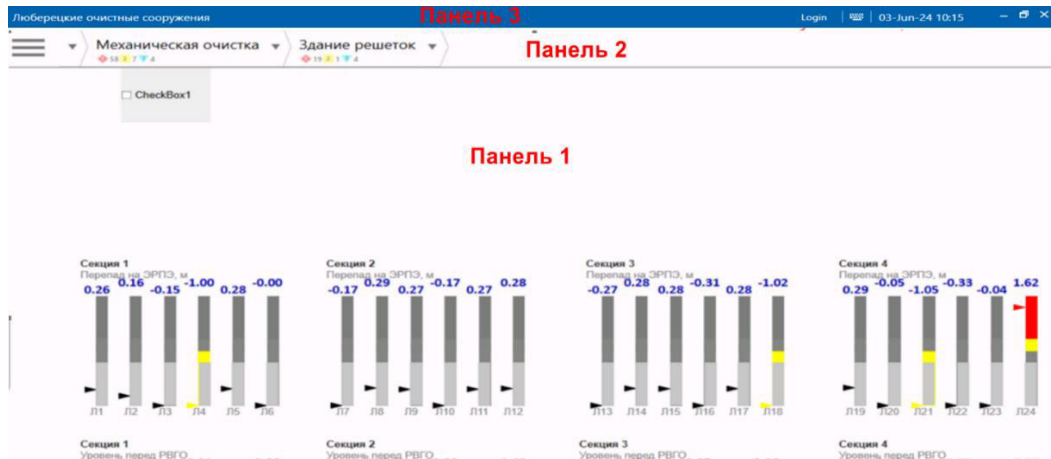 Люберецкие очистные сооружения Панель 3 Login 03-Jun-24 10:15
Механическая очистка Здание решеток Панель 2
58 2 7 4 19 2 1 4
CheckBox1
Панель 1
Секция 1 Секция 2 Секция 3 Секция 4
Перепад на ЭРПЭ, м Перепад на ЭРПЭ, м Перепад на ЭРПЭ, м Перепад на ЭРПЭ, м
0.26 0.16 -0.15 -1.00 0.28 -0.00 -0.17 0.29 0.27 -0.17 0.27 0.28 -0.27 0.28 0.28 -0.31 0.28 -1.02 0.29 -0.05 -1.05 -0.33 -0.04 1.62
Л1 Л2 Л3 Л4 Л5 Л6 Л7 Л8 Л9 Л10 Л11 Л12 Л13 Л14 Л15 Л16 Л17 Л18 Л19 Л20 Л21 Л22 Л23 Л24
Секция 1 Секция 2 Секция 3 Секция 4
Уровень перед РВГО Уровень перед РВГО Уровень перед РВГО Уровень перед РВГО